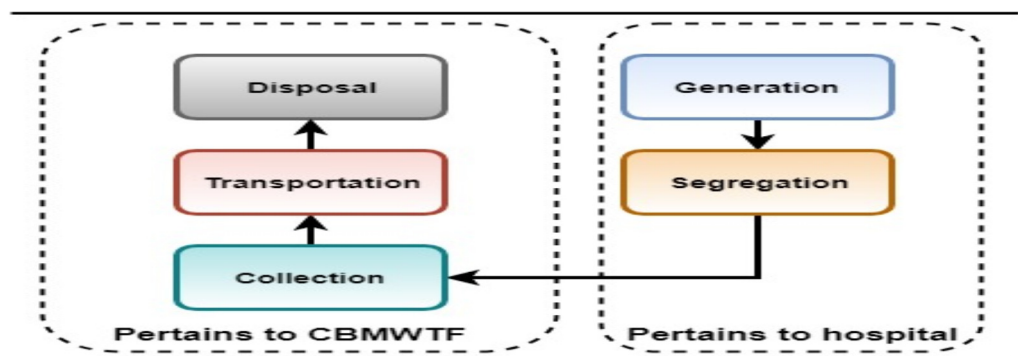 Disposal
Transportation
Collection
Pertains to CBMWTF
Generation
Segregation
Pertains to hospital